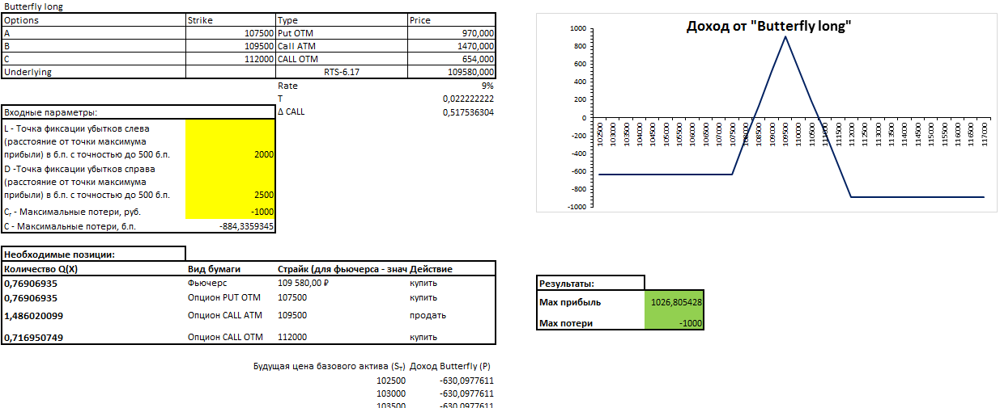 Butterfly long
Options Strike Type Price
A 107500 Put OTM 970,000
B 109500 Call ATM 1470,000
C 112000 CALL OTM 654,000
Underlying RTS-6.17 109580,000
Rate 9%
T 0,022222222
Δ CALL 0,517536304
Входные параметры:
L - Точка фиксации убытков слева
(расстояние от точки максимума
прибыли) в б.п. с точностью до 500 б.п. 2000
D -Точка фиксации убытков справа
(расстояние от точки максимума
прибыли) в б.п. с точностью до 500 б.п. 2500
Cᵣ - Максимальные потери, руб. -1000
C - Максимальные потери, б.п. -884,3359345
Необходимые позиции:
Количество Q(X) Вид бумаги Страйк (для фьючерса - знач Действие
0,76906935 Фьючерс 109 580,00 ₽ купить
0,76906935 Опцион PUT OTM 107500 купить
1,486020099 Опцион CALL ATM 109500 продать
0,716950749 Опцион CALL OTM 112000 купить
Будущая цена базового актива (Sᴛ) Доход Butterfly (P)
102500 -630,0977611
103000 -630,0977611
103500 -630,0977611
Доход от "Butterfly long"
1000
800
600
400
200
0
-200
-400
-600
-800
-1000
102500
103000
103500
104000
104500
105000
105500
106000
106500
107000
107500
108000
108500
109000
109500
110000
110500
111000
111500
112000
112500
113000
113500
114000
114500
115000
115500
116000
116500
117000
Результаты:
Max прибыль 1026,805428
Max потери -1000